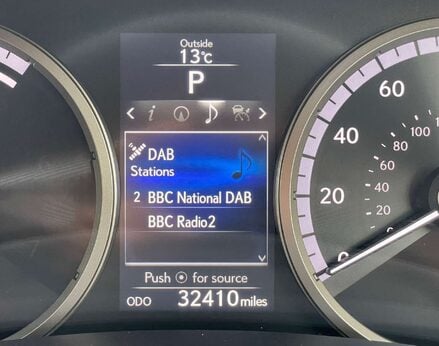 Outside
13°C
P
DAB
Stations
2 BBC National DAB
BBC Radio2
Push ⊙ for source
ODO 32410 miles
60
40
20
0
100
80
60
40
20